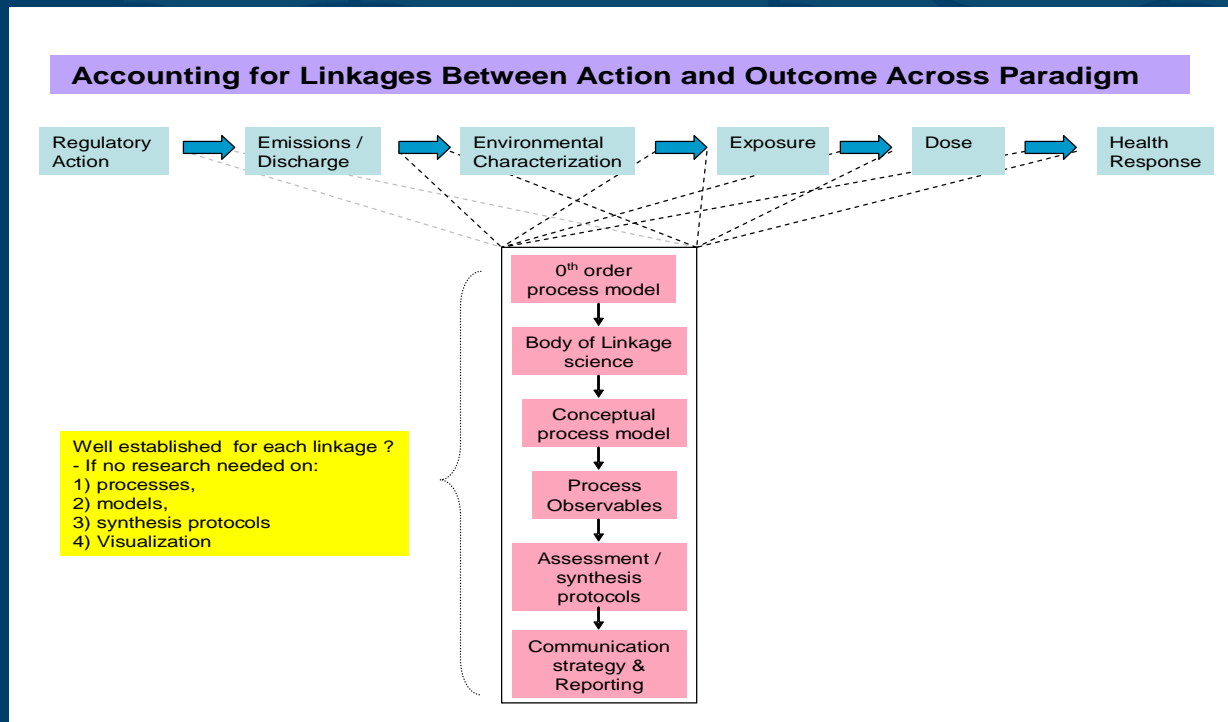 Accounting for Linkages Between Action and Outcome Across Paradigm
Regulatory
Action
Emissions /
Discharge
Environmental
Characterization
Exposure
Dose
Health
Response
0th order
process model
Body of Linkage
science
Conceptual
process model
Process
Observables
Assessment /
synthesis
protocols
Communication
strategy &
Reporting
Well established  for each linkage ?
- If no research needed on:
1) processes,
2) models,
3) synthesis protocols
4) Visualization